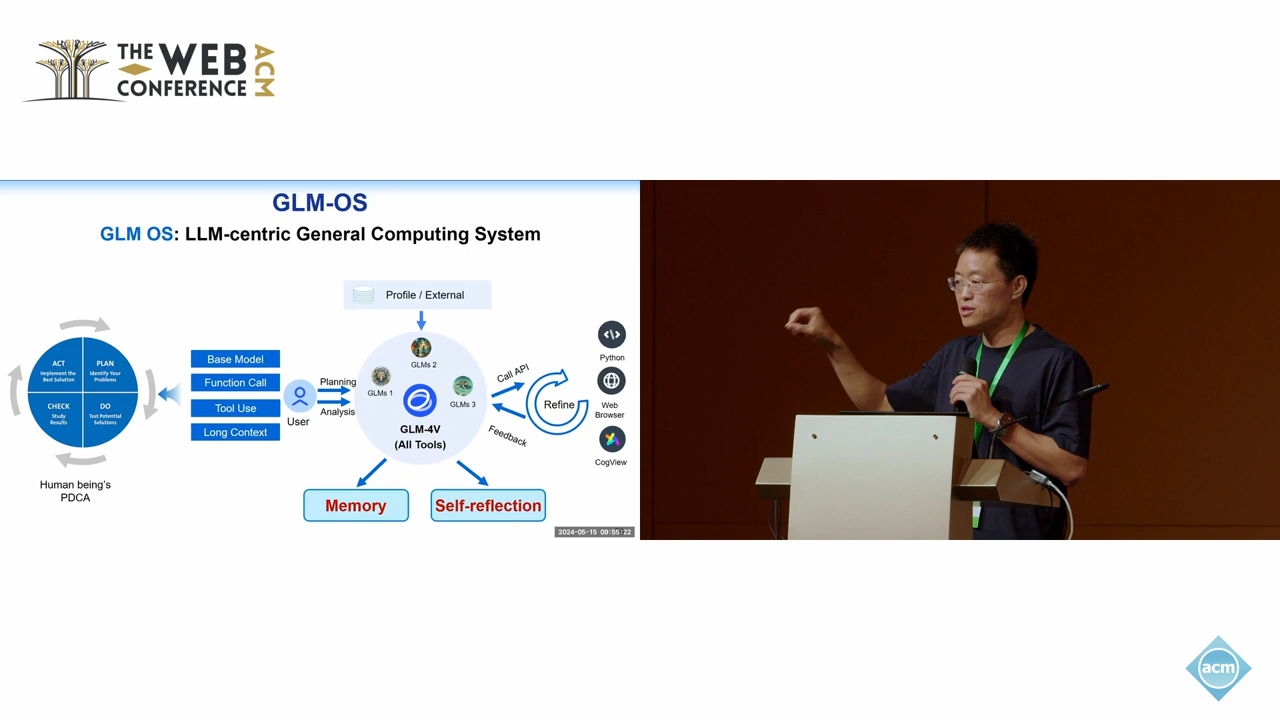 THE WEB
CONFERENCE
ACM
GLM-OS
GLM OS: LLM-centric General Computing System
Profile / External
ACT
Implement the
Best Solution
PLAN
Identify Your
Problems
CHECK
Study
Results
DO
Test Potential
Solutions
Human being's
PDCA
Base Model
Function Call
Tool Use
Long Context
User
Planning
Analysis
GLMs 2
GLMs 1
GLMs 3
GLM-4V
(All Tools)
Call API
Feedback
Refine
Python
Web
Browser
CogView
Memory
Self-reflection
2024-05-15 09:55:22
acm